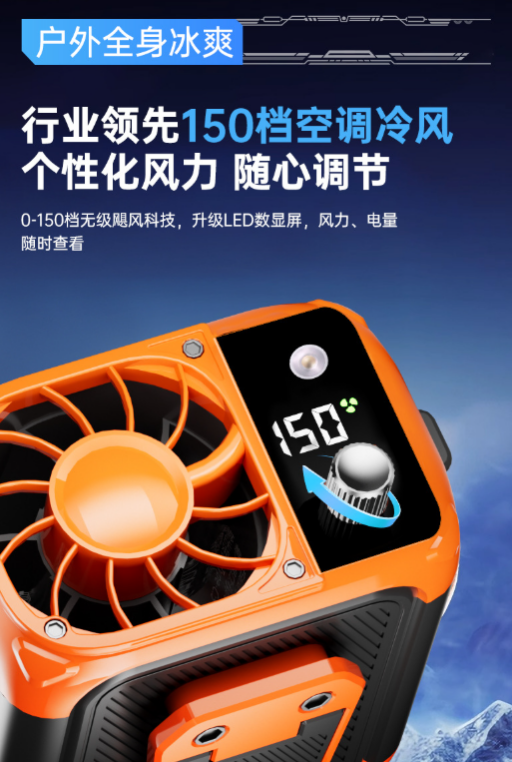 户外全身冰爽
行业领先150档空调冷风
个性化风力 随心调节
0-150档无级飓风科技，升级LED数显屏，风力、电量
随时查看
150